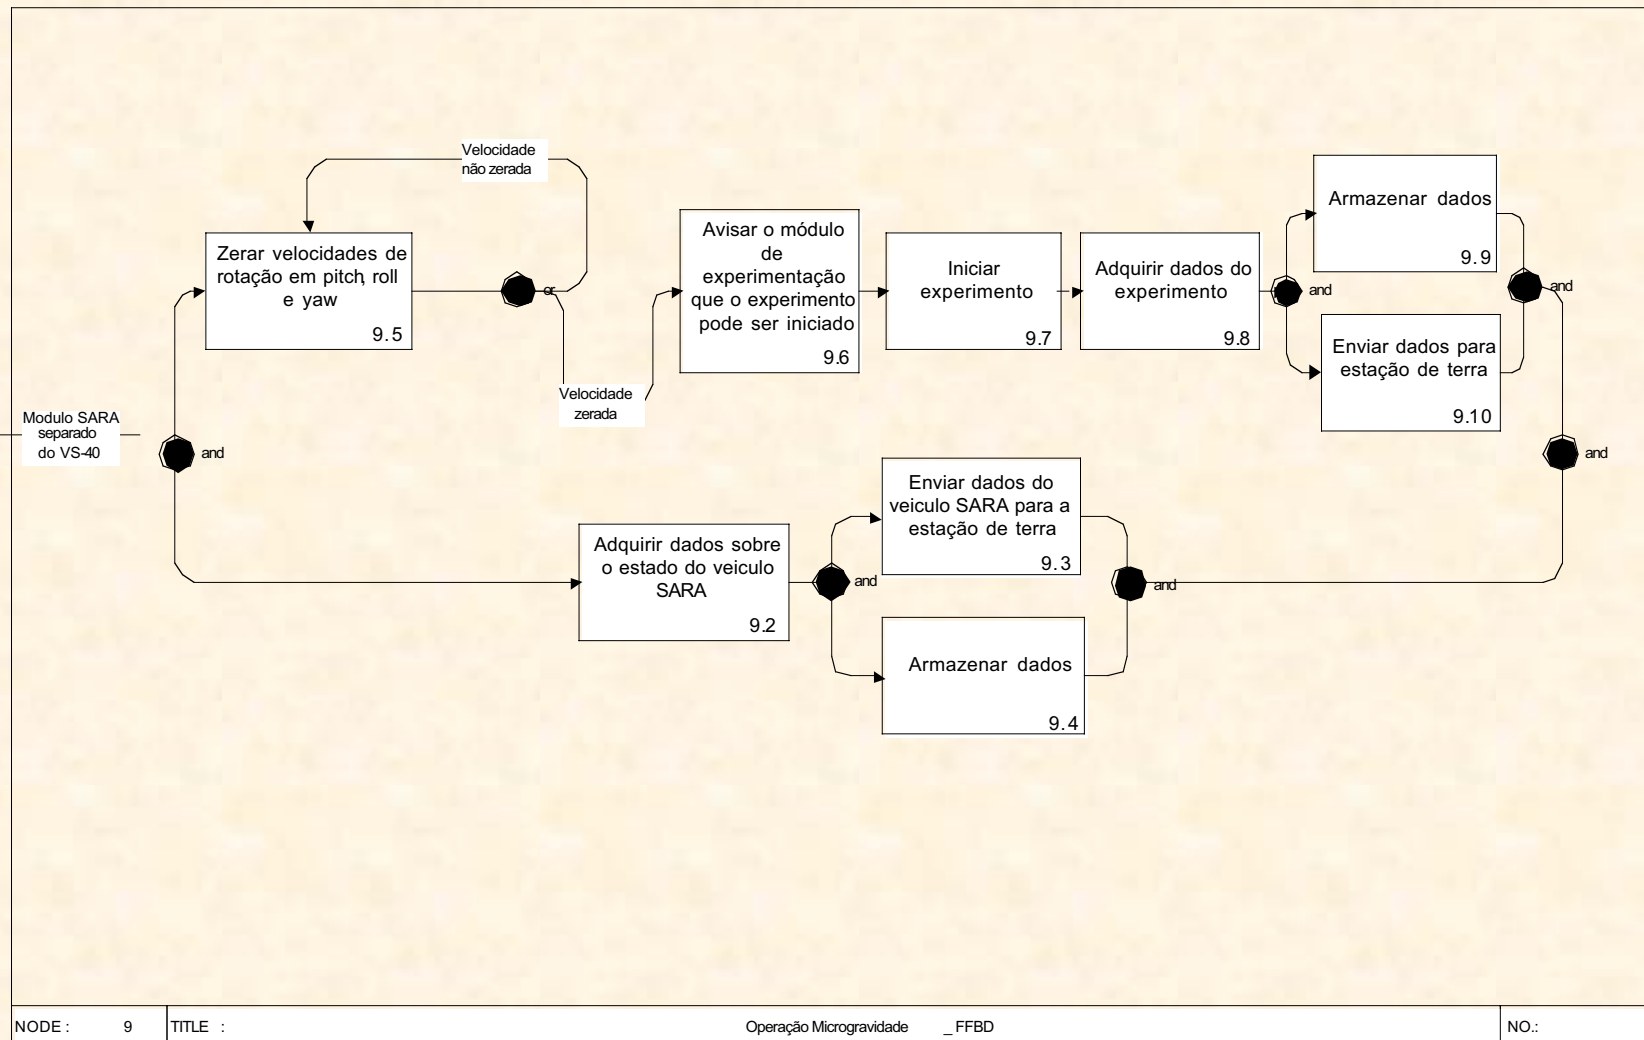 Velocidade
não zerada
Zerar velocidades de
rotação em pitch, roll
e yaw
9.5
or
Velocidade
zerada
Avisar o módulo
de
experimentação
que o experimento
pode ser iniciado
9.6
Iniciar
experimento
9.7
Adquirir dados do
experimento
9.8
and
Armazenar dados
9.9
Enviar dados para
estação de terra
9.10
and
Modulo SARA
separado
do VS-40
and
and
Adquirir dados sobre
o estado do veiculo
SARA
9.2
and
Enviar dados do
veiculo SARA para a
estação de terra
9.3
Armazenar dados
9.4
and
NODE : 9 TITLE : Operação Microgravidade _ FFBD NO.: